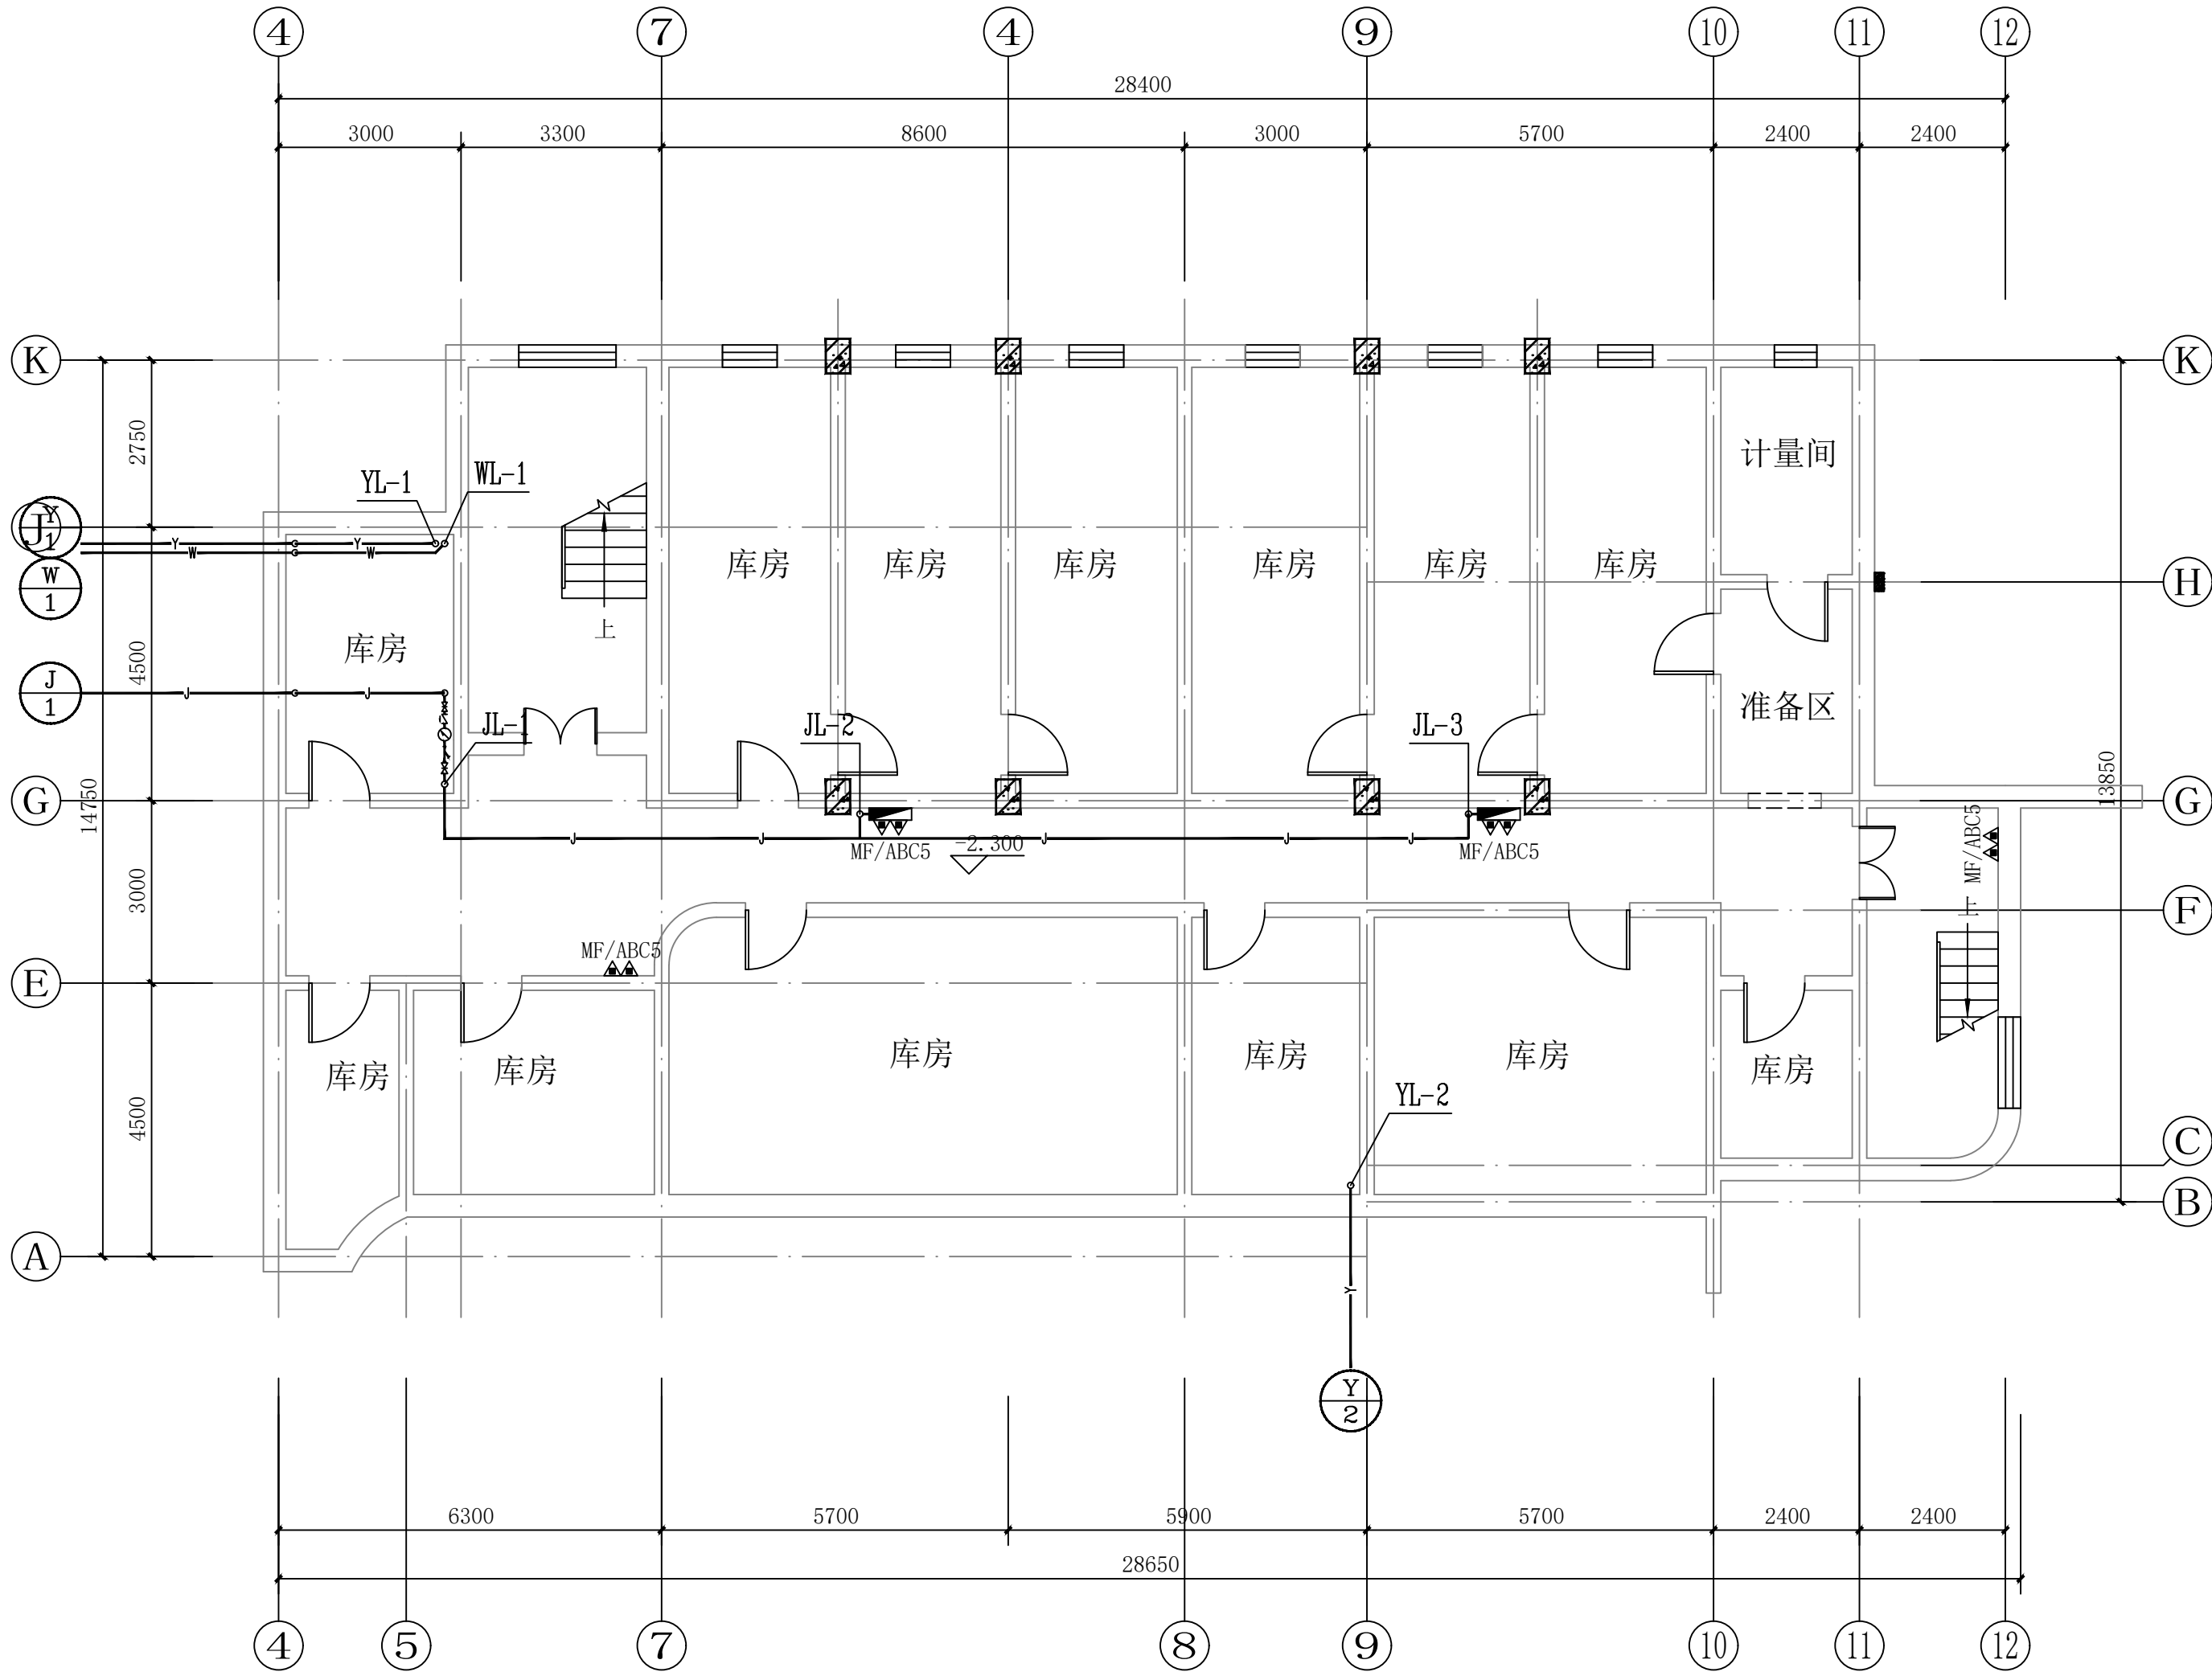 4 7 4 9 10 11 12
28400
3000 3300 8600 3000 5700 2400 2400
K K
2750
计量间
YL-1 WL-1
J
Y
1
Y Y
W W
W
1
库房 库房 库房 库房 库房 库房
H
上
4500
库房
J
1
J J
准备区
JL-1 JL-2 JL-3
14750
13850
G G
J J J J J
-2.300
MF/ABC5 MF/ABC5
MF/ABC5
3000
上
F
MF/ABC5
E
库房 库房 库房 库房 库房 库房
4500
YL-2
C
B
A
Y
Y
2
6300 5700 5900 5700 2400 2400
28650
4 5 7 8 9 10 11 12